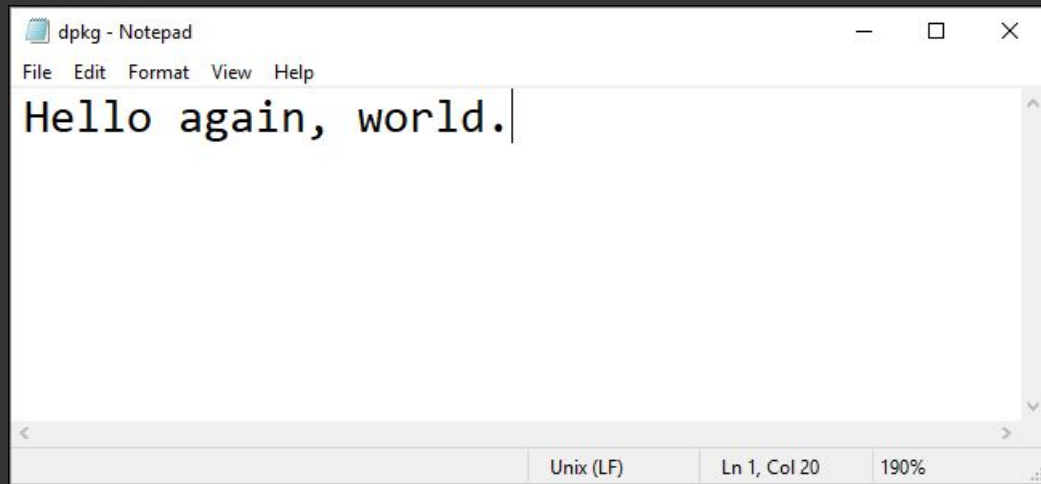 dpkg - Notepad
File Edit Format View Help
Hello again, world.
Unix (LF) Ln 1, Col 20 190%